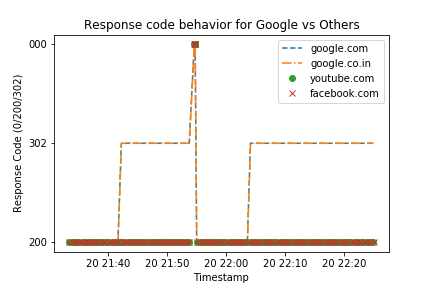 Response code behavior for Google vs Others
000
302
200
Response Code (0/200/302)
google.com
google.co.in
youtube.com
facebook.com
20 21:40
20 21:50
20 22:00
20 22:10
20 22:20
Timestamp